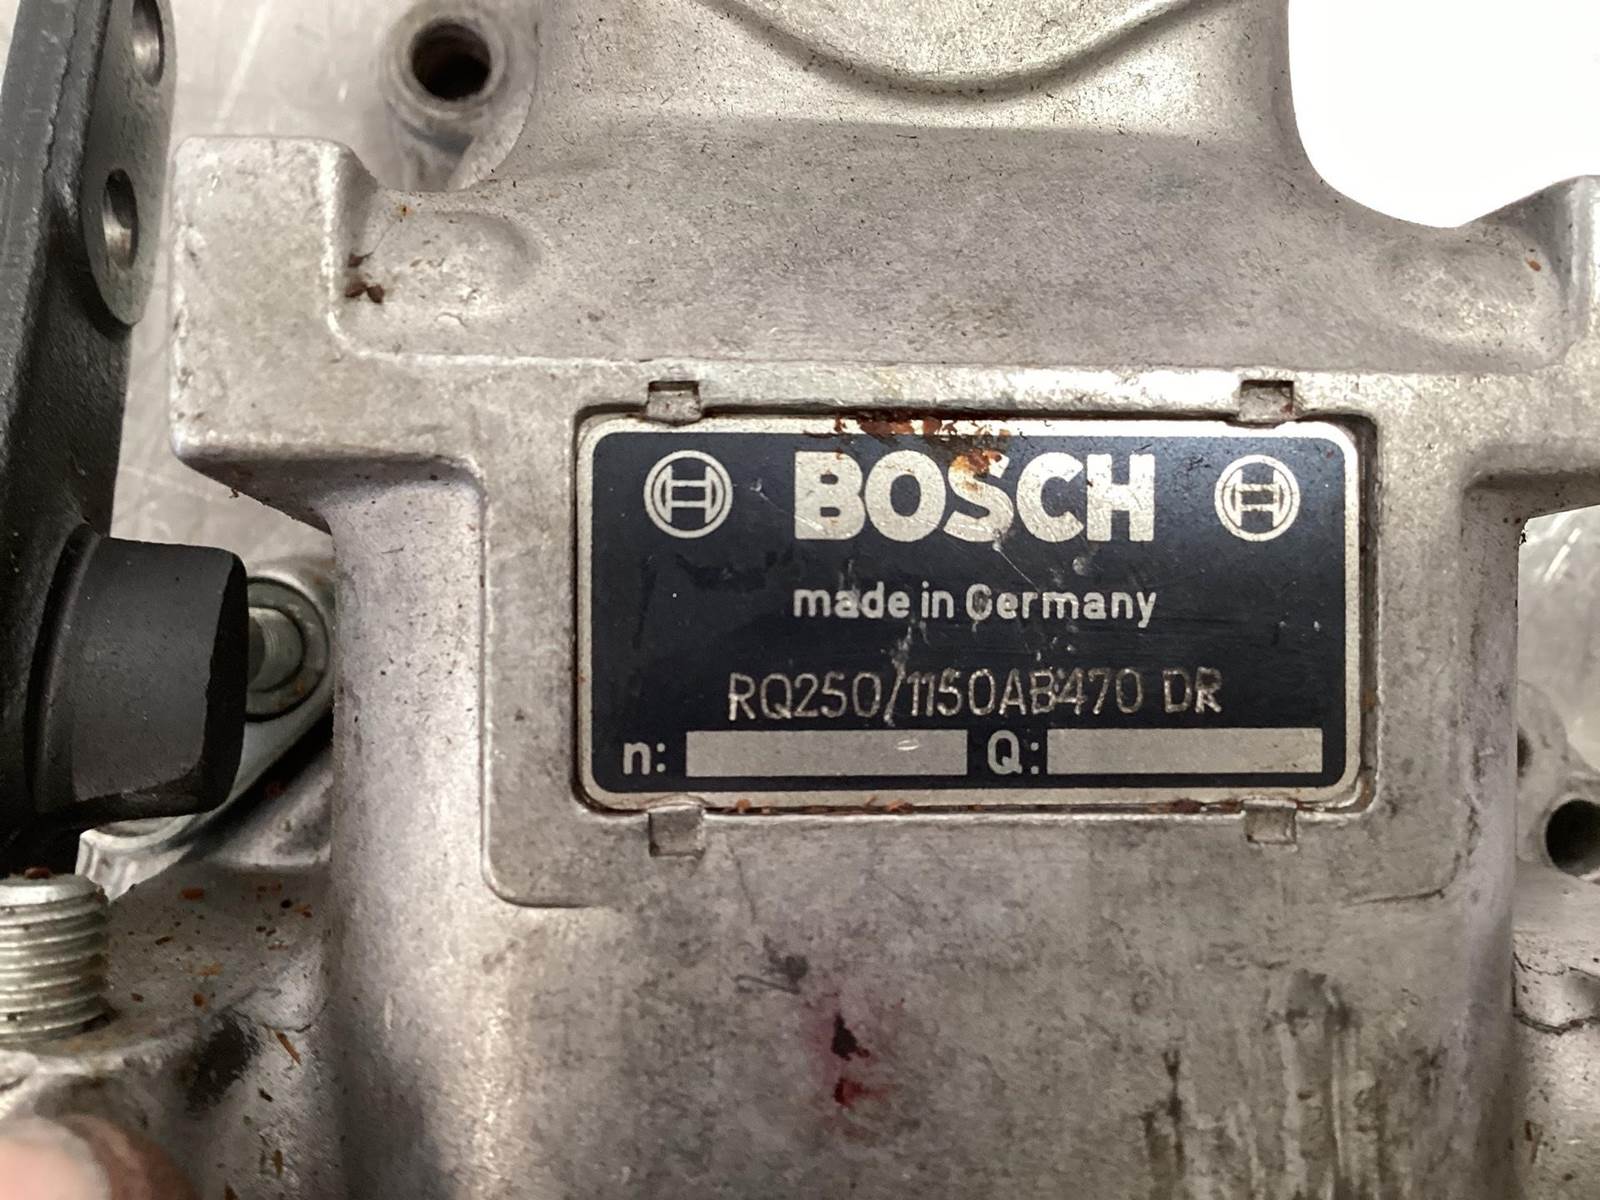 BOSCH
made in Germany
RQ250/1150AB470 DR
n: Q: